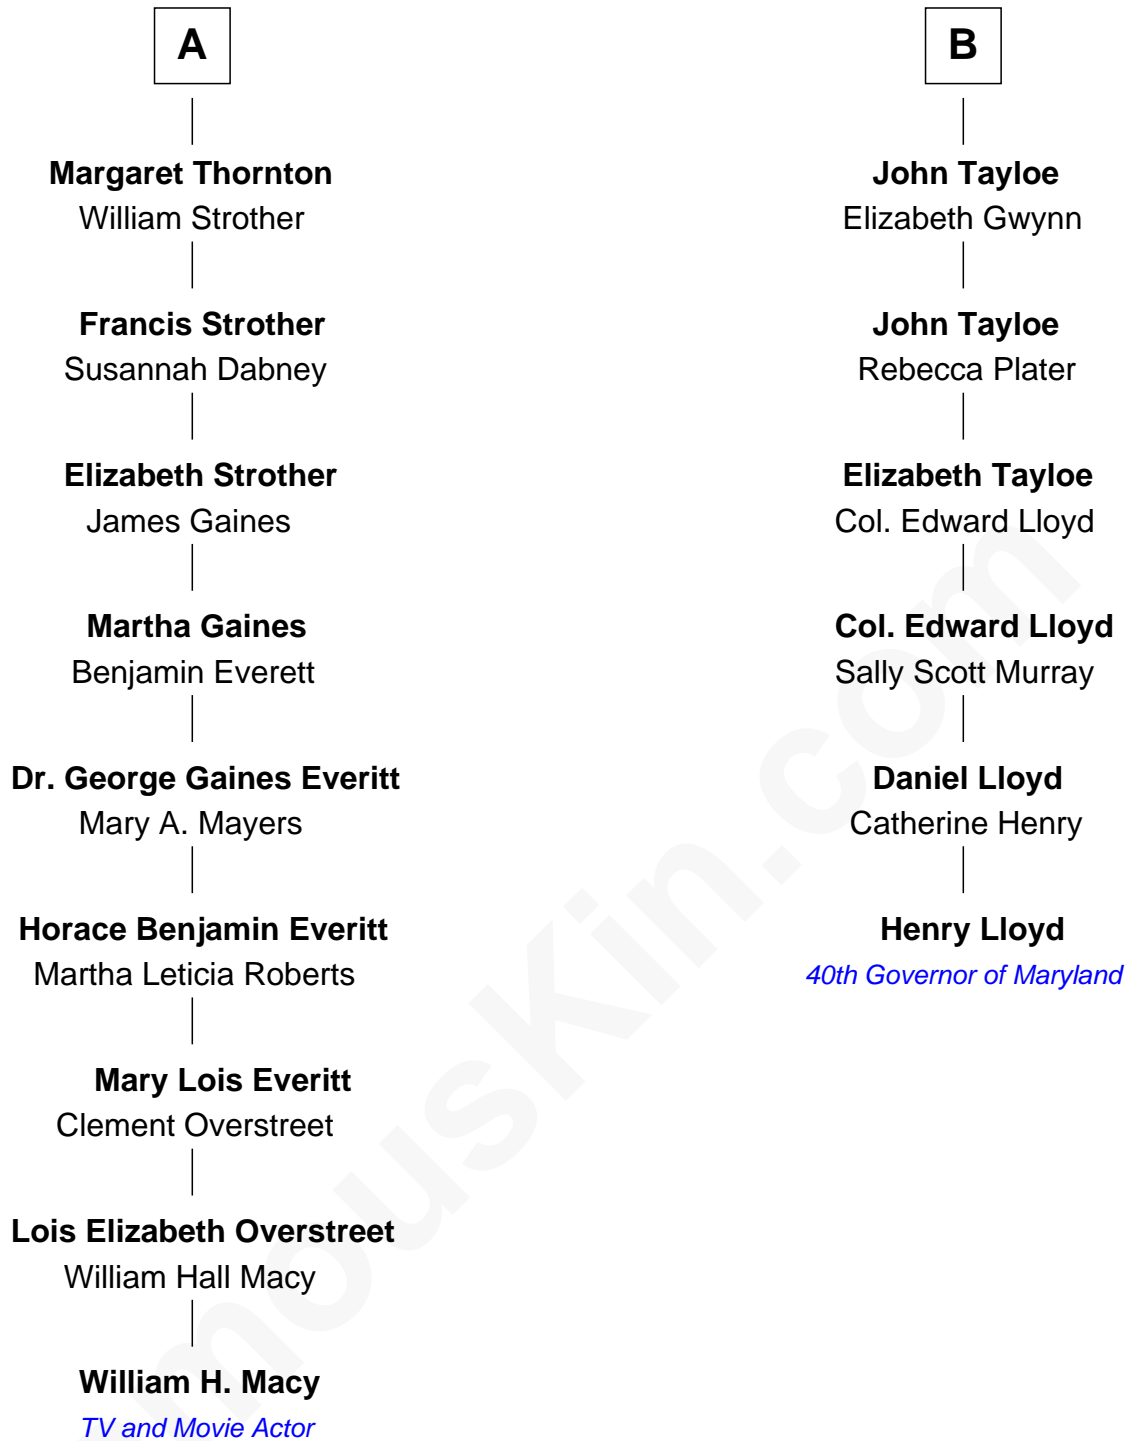 A
Margaret Thornton
William Strother
Francis Strother
Susannah Dabney
Elizabeth Strother
James Gaines
Martha Gaines
Benjamin Everett
Dr. George Gaines Everitt
Mary A. Mayers
Horace Benjamin Everitt
Martha Leticia Roberts
Mary Lois Everitt
Clement Overstreet
Lois Elizabeth Overstreet
William Hall Macy
William H. Macy
TV and Movie Actor
B
John Tayloe
Elizabeth Gwynn
John Tayloe
Rebecca Plater
Elizabeth Tayloe
Col. Edward Lloyd
Col. Edward Lloyd
Sally Scott Murray
Daniel Lloyd
Catherine Henry
Henry Lloyd
40th Governor of Maryland
mousKin.com